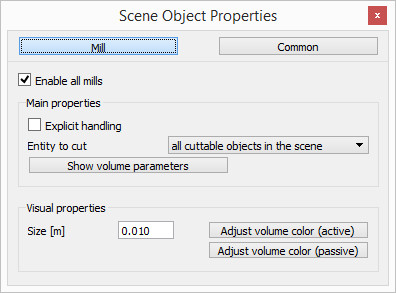 Scene Object Properties
x
Mill
Common
Enable all mills
Main properties
Explicit handling
Entity to cut
all cuttable objects in the scene
Show volume parameters
Visual properties
Size [m]
0.010
Adjust volume color (active)
Adjust volume color (passive)